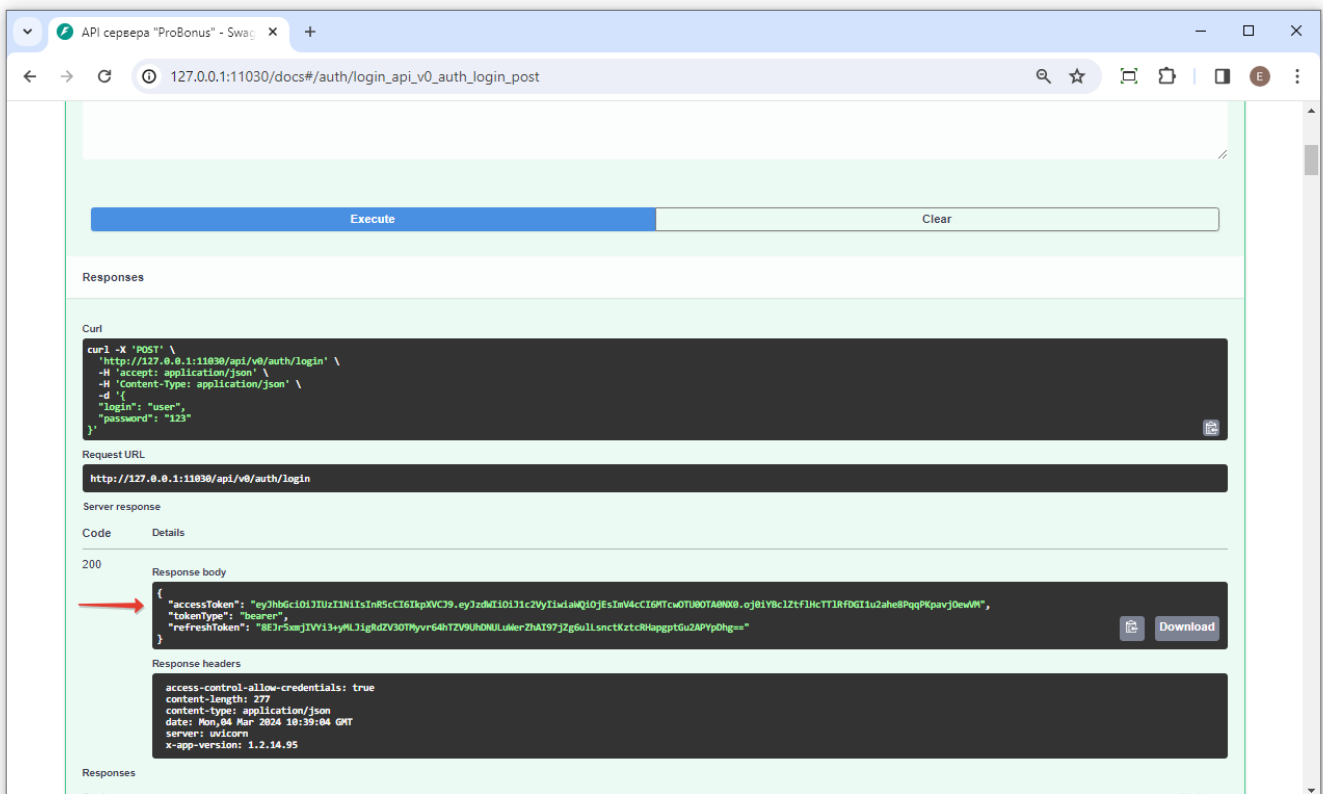 API сервера "ProBonus" - Swag
127.0.0.1:11030/docs#/auth/login_api_v0_auth_login_post
E
Execute
Clear
Responses
Curl
curl -X 'POST' \
'http://127.0.0.1:11030/api/v0/auth/login' \
-H 'accept: application/json' \
-H 'Content-Type: application/json' \
-d '{
"login": "user",
"password": "123"
}'
Request URL
http://127.0.0.1:11030/api/v0/auth/login
Server response
Code Details
200
Response body
{
"accessToken":
"tokenType": "bearer",
"refreshToken":
}
Download
Response headers
access-control-allow-credentials: true
content-length: 277
content-type: application/json
date: Mon,04 Mar 2024 10:39:04 GMT
server: uvicorn
x-app-version: 1.2.14.95
Responses